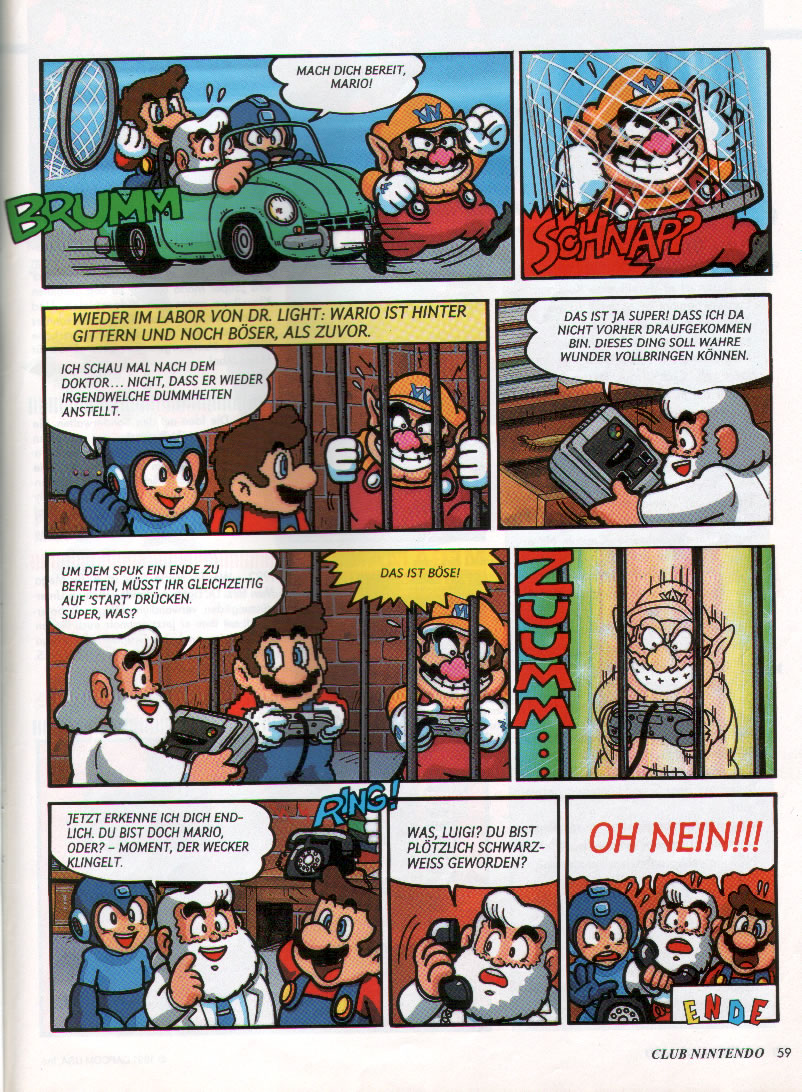 MACH DICH BEREIT,
MARIO!
BRUMM
SCHNAPP
WIEDER IM LABOR VON DR. LIGHT: WARIO IST HINTER
GITTERN UND NOCH BÖSER, ALS ZUVOR.
ICH SCHAU MAL NACH DEM
DOKTOR... NICHT, DASS ER WIEDER
IRGENDWELCHE DUMMHEITEN
ANSTELLT.
DAS IST JA SUPER! DASS ICH DA
NICHT VORHER DRAUFGEKOMMEN
BIN. DIESES DING SOLL WAHRE
WUNDER VOLLBRINGEN KÖNNEN.
UM DEM SPUK EIN ENDE ZU
BEREITEN, MÜSST IHR GLEICHZEITIG
AUF ‘START’ DRÜCKEN.
SUPER, WAS?
DAS IST BÖSE!
ZUUMM...
JETZT ERKENNE ICH DICH END-
LICH. DU BIST DOCH MARIO,
ODER? – MOMENT, DER WECKER
KLINGELT.
RING!
WAS, LUIGI? DU BIST
PLÖTZLICH SCHWARZ-
WEISS GEWORDEN?
OH NEIN!!!
ENDE
CLUB NINTENDO 59